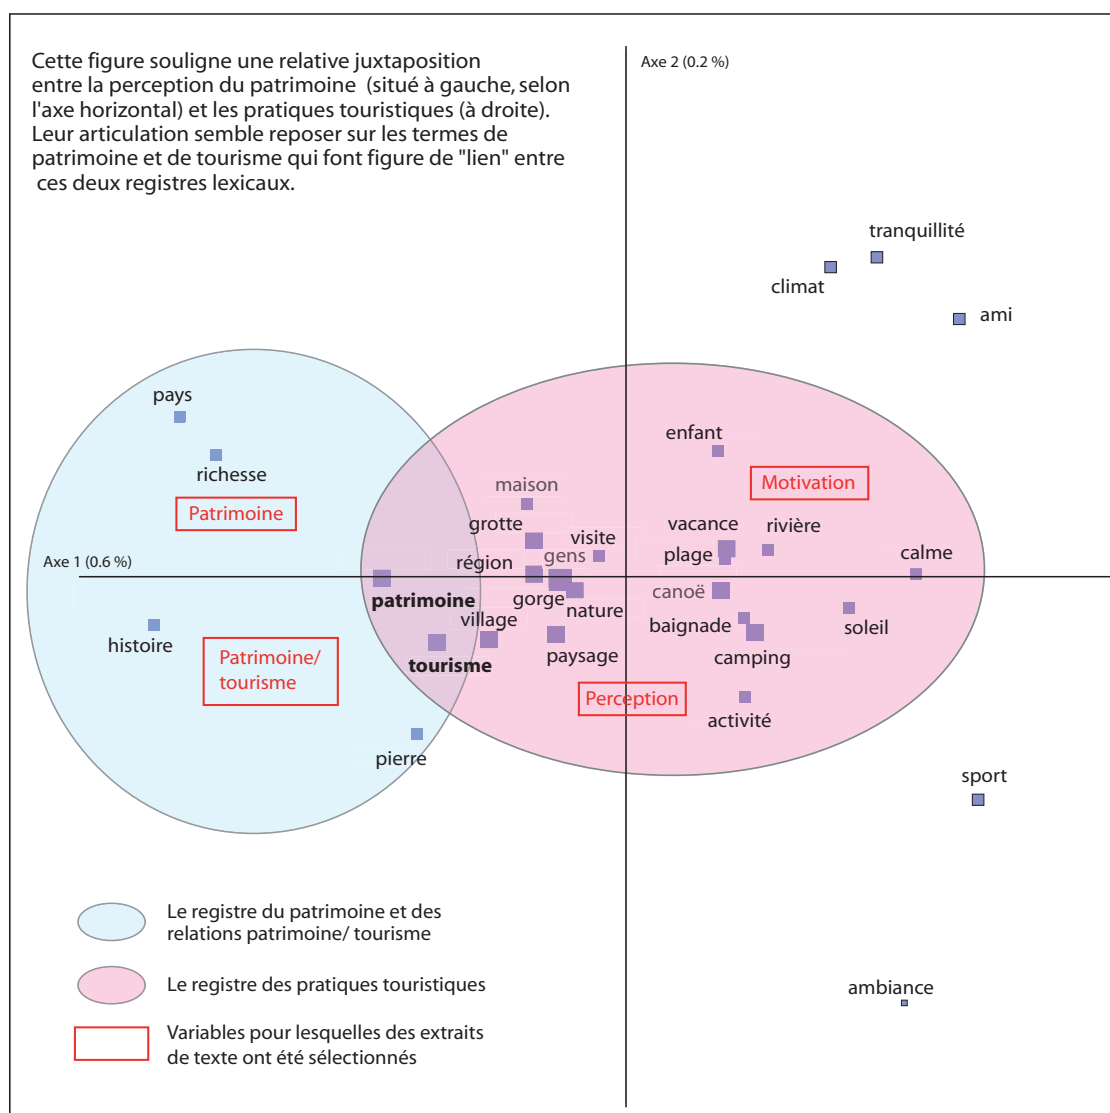 Cette figure souligne une relative juxtaposition
entre la perception du patrimoine (situé à gauche, selon
l'axe horizontal) et les pratiques touristiques (à droite).
Leur articulation semble reposer sur les termes de
patrimoine et de tourisme qui font figure de "lien" entre
ces deux registres lexicaux.
Axe 2 (0.2 %)
tranquillité
climat
ami
pays
enfant
richesse
maison
Motivation
Patrimoine
grotte
vacance
rivière
visite
plage
gens
calme
Axe 1 (0.6 %)
région
patrimoine
gorge
nature
canoë
village
baignade
soleil
histoire
Patrimoine/
tourisme
tourisme
paysage
camping
Perception
activité
pierre
sport
Le registre du patrimoine et des
relations patrimoine/ tourisme
Le registre des pratiques touristiques
ambiance
Variables pour lesquelles des extraits
de texte ont été sélectionnés